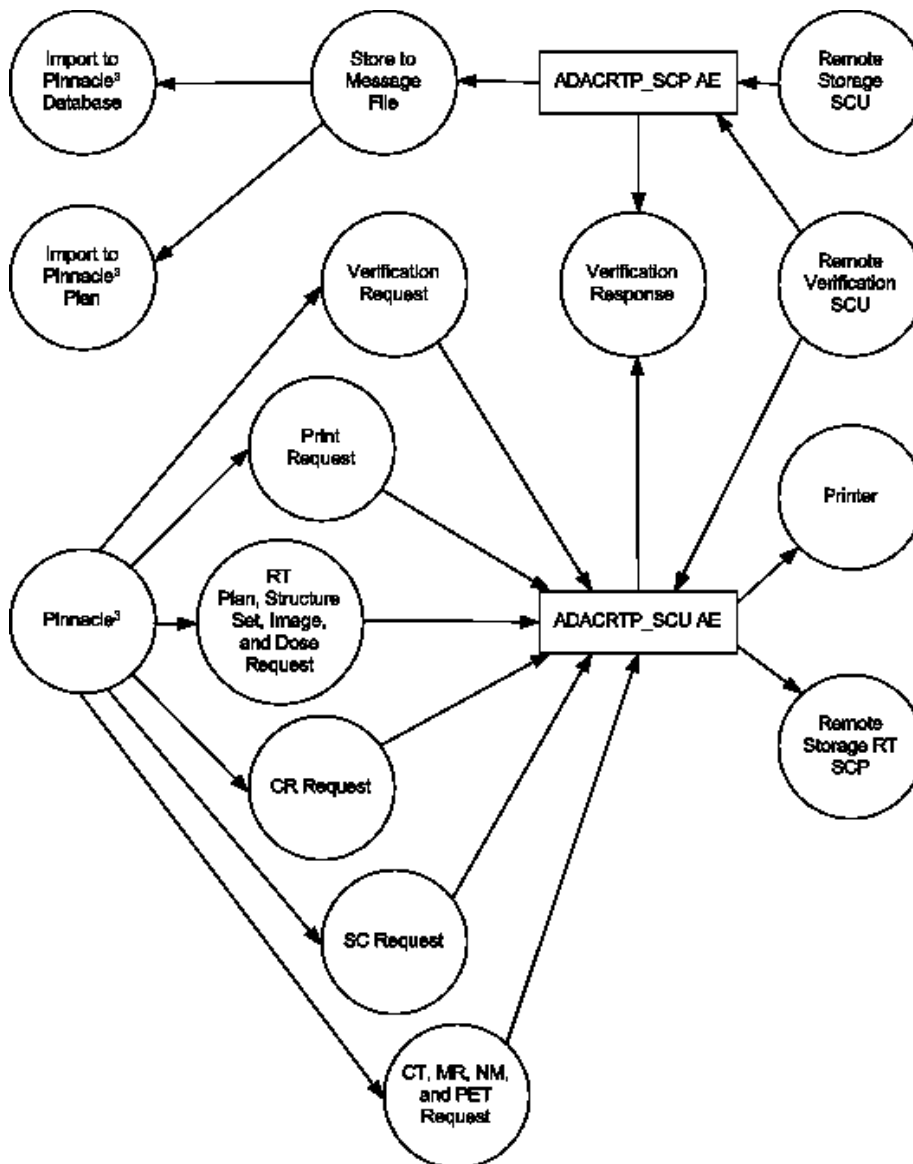 Import to
Pinnacle³
Database
Store to
Message
File
ADACRTP_SCP AE
Remote
Storage
SCU
Import to
Pinnacle³
Plan
Verification
Request
Verification
Response
Remote
Verification
SCU
Print
Request
Printer
Pinnacle³
RT
Plan, Structure
Set, Image,
and Dose
Request
ADACRTP_SCU AE
Remote
Storage RT
SCP
CR Request
SC Request
CT, MR, NM,
and PET
Request